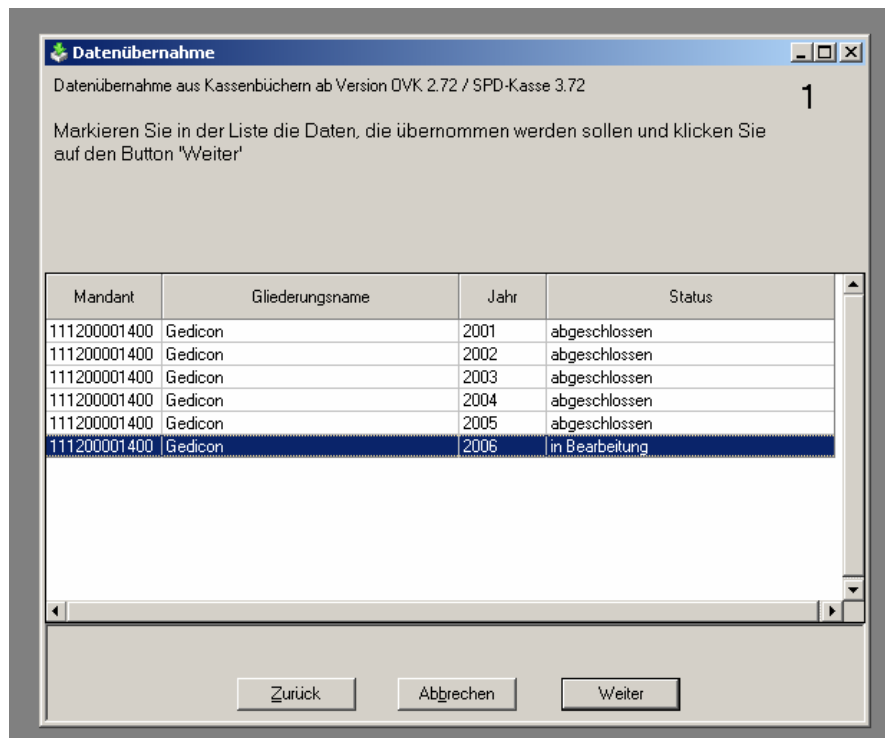 Datenübernahme
Datenübernahme aus Kassenbüchern ab Version OVK 2.72 / SPD-Kasse 3.72
1
Markieren Sie in der Liste die Daten, die übernommen werden sollen und klicken Sie
auf den Button 'Weiter'
Mandant Gliederungsname Jahr Status
111200001400 Gedicon 2001 abgeschlossen
111200001400 Gedicon 2002 abgeschlossen
111200001400 Gedicon 2003 abgeschlossen
111200001400 Gedicon 2004 abgeschlossen
111200001400 Gedicon 2005 abgeschlossen
111200001400 Gedicon 2006 in Bearbeitung
Zurück Abbrechen Weiter